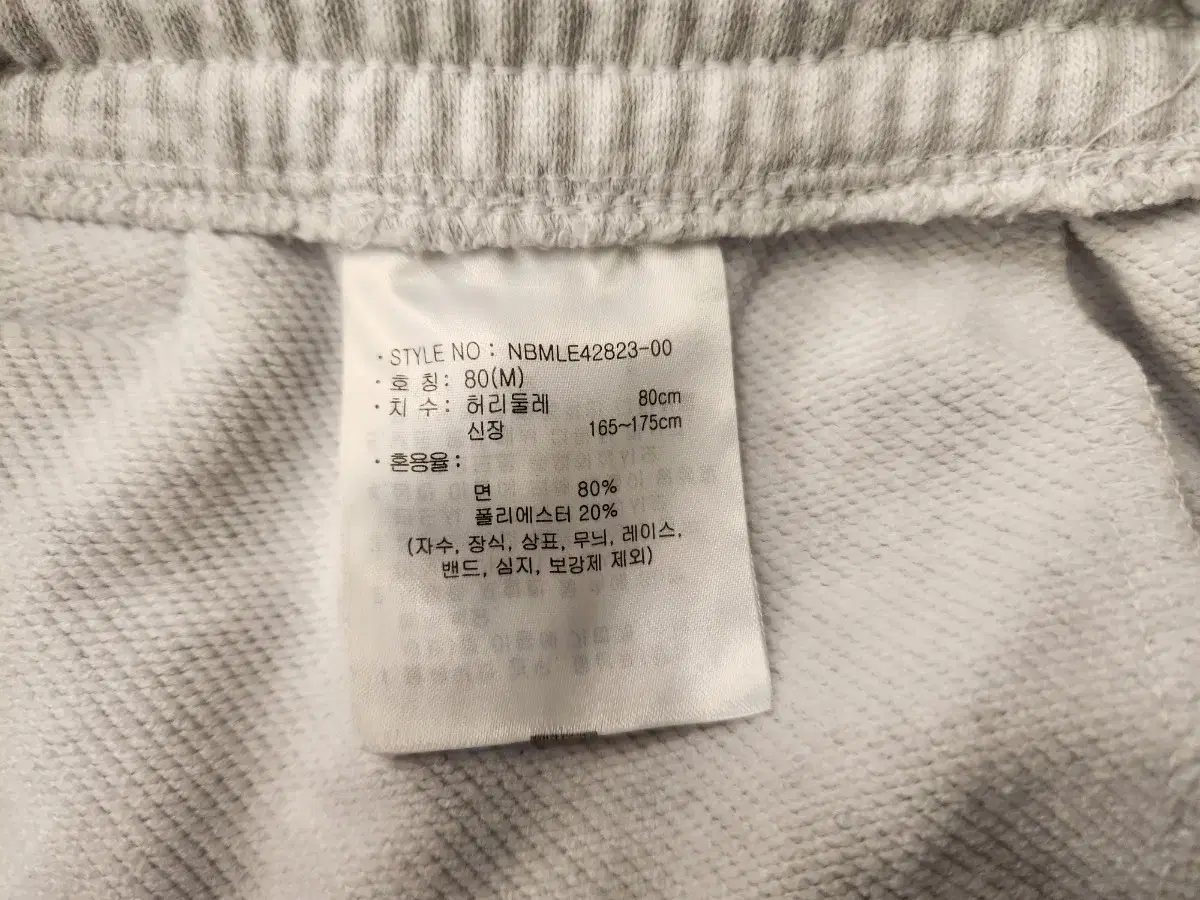 · STYLE NO : NBMLE42823-00
· 호 칭 : 80(M)
· 치 수 : 허리둘레 80cm
신장 165~175cm
· 혼용율 :
면 80%
폴리에스터 20%
(자수, 장식, 상표, 무늬, 레이스,
밴드, 심지, 보강제 제외)